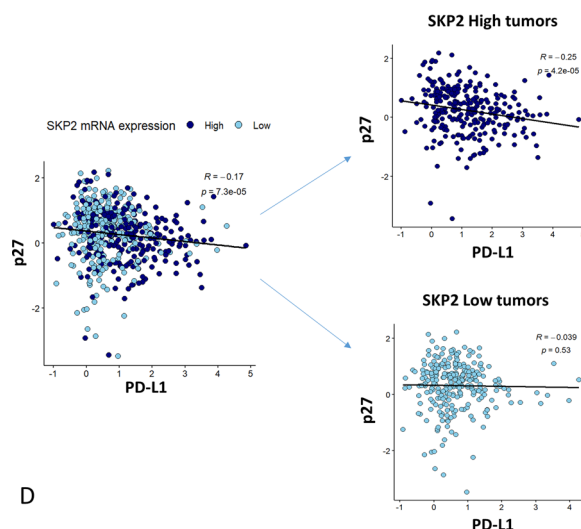 SKP2 High tumors
R = −0.25
p = 4.2e-05
2
0
-2
p27
-1 0 1 2 3 4
PD-L1
SKP2 mRNA expression High Low
R = −0.17
p = 7.3e-05
2
0
-2
p27
-1 0 1 2 3 4 5
PD-L1
SKP2 Low tumors
R = −0.039
p = 0.53
2
0
-2
p27
-1 0 1 2 3 4
PD-L1
D